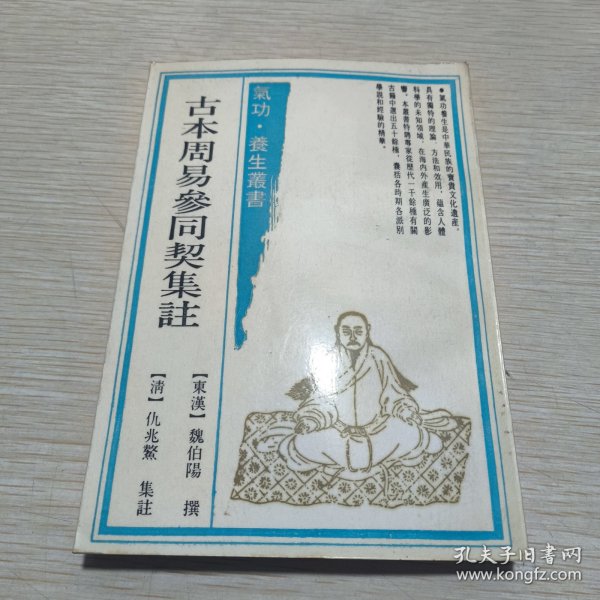 ●氣功養生是中華民族的寶貴文化遺産，
具有獨特的理論、方法和效用，蘊含人體
科學的未知領域，在海内外産生廣泛的影
響。本叢書特聘專家從歷代一千餘種有關
古籍中選出五十餘種，囊括各時期各派别
學説和經驗的精華。
氣功·養生叢書
古本周易參同契集註
【東漢】魏伯陽 撰
【清】仇兆鰲 集註
孔夫子旧书网
www.kongfz.com